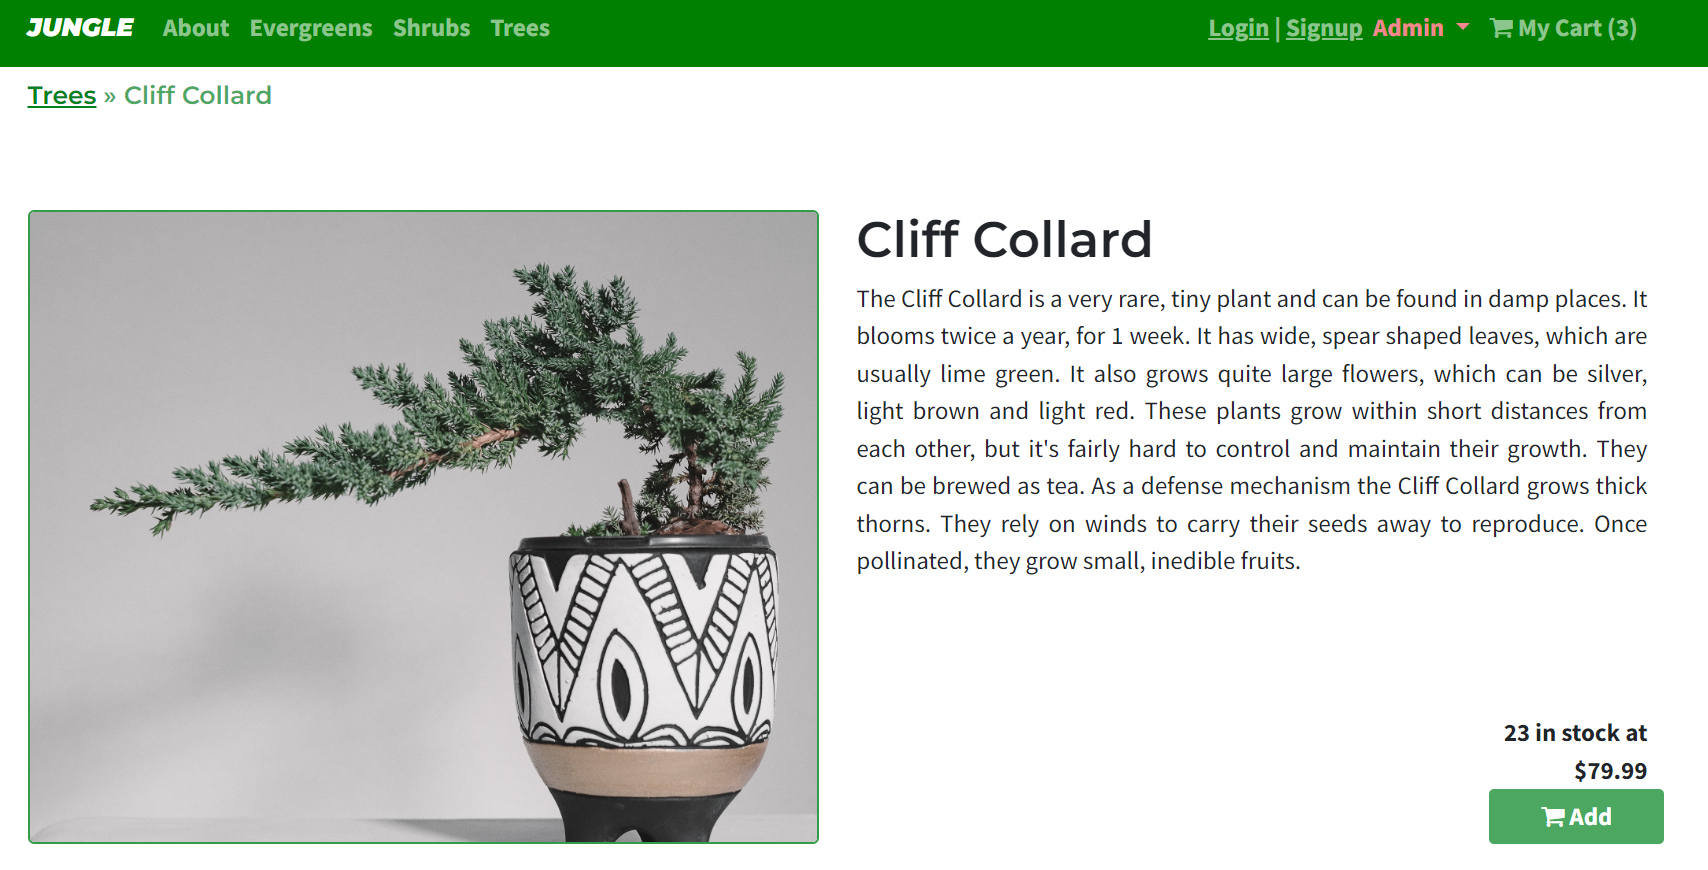 JUNGLE About Evergreens Shrubs Trees Login | Signup Admin My Cart (3)
Trees » Cliff Collard
Cliff Collard
The Cliff Collard is a very rare, tiny plant and can be found in damp places. It
blooms twice a year, for 1 week. It has wide, spear shaped leaves, which are
usually lime green. It also grows quite large flowers, which can be silver,
light brown and light red. These plants grow within short distances from
each other, but it's fairly hard to control and maintain their growth. They
can be brewed as tea. As a defense mechanism the Cliff Collard grows thick
thorns. They rely on winds to carry their seeds away to reproduce. Once
pollinated, they grow small, inedible fruits.
23 in stock at
$79.99
Add